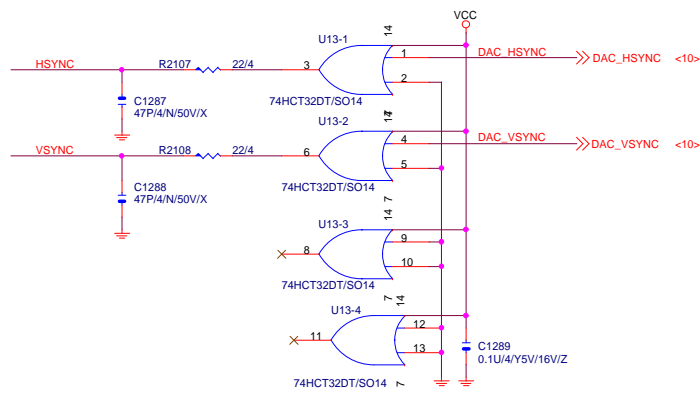 VCC
U13-1
14
HSYNC
R2107
22/4
3
1
DAC_HSYNC
DAC_HSYNC
<10>
2
C1287
47P/4/N/50V/X
74HCT32DT/SO14
7
U13-2
14
VSYNC
R2108
22/4
6
4
DAC_VSYNC
DAC_VSYNC
<10>
5
C1288
47P/4/N/50V/X
74HCT32DT/SO14
7
U13-3
14
8
9
10
74HCT32DT/SO14
7
U13-4
14
11
12
13
C1289
0.1U/4/Y5V/16V/Z
74HCT32DT/SO14
7